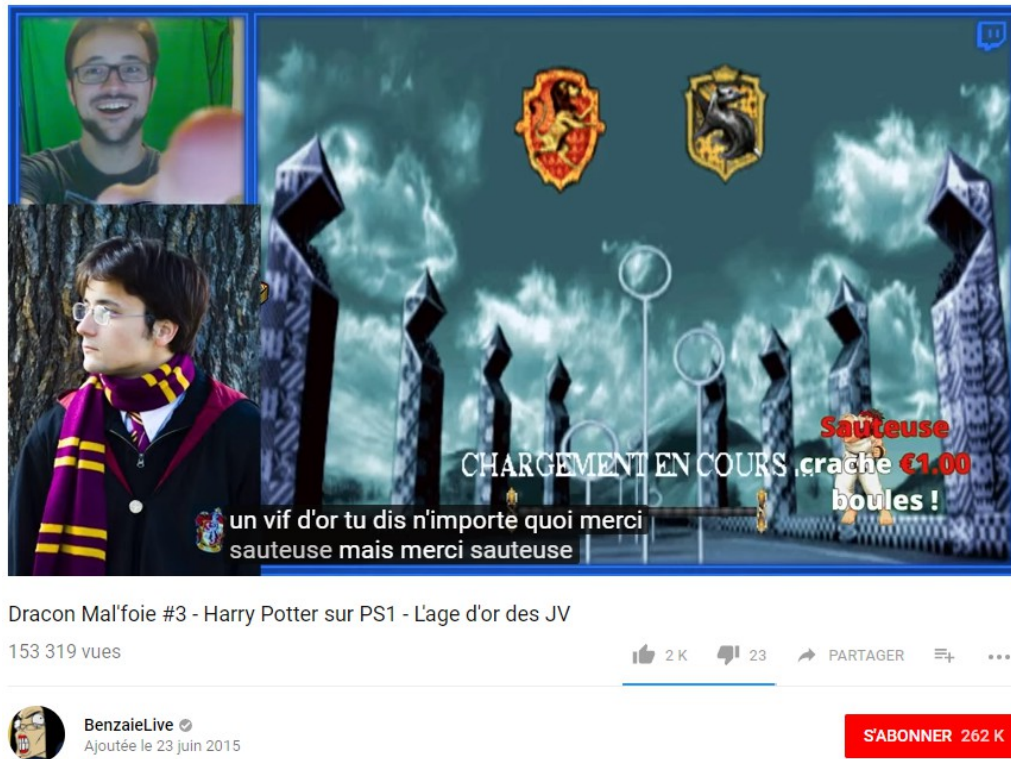 CHARGEMENT EN COURS .
Sauteuse
crache €1.00
boules !
un vif d'or tu dis n'importe quoi merci
sauteuse mais merci sauteuse
Dracon Mal'foie #3 - Harry Potter sur PS1 - L'age d'or des JV
153 319 vues
2 K 23 PARTAGER
BenzaieLive
Ajoutée le 23 juin 2015
S'ABONNER 262 K